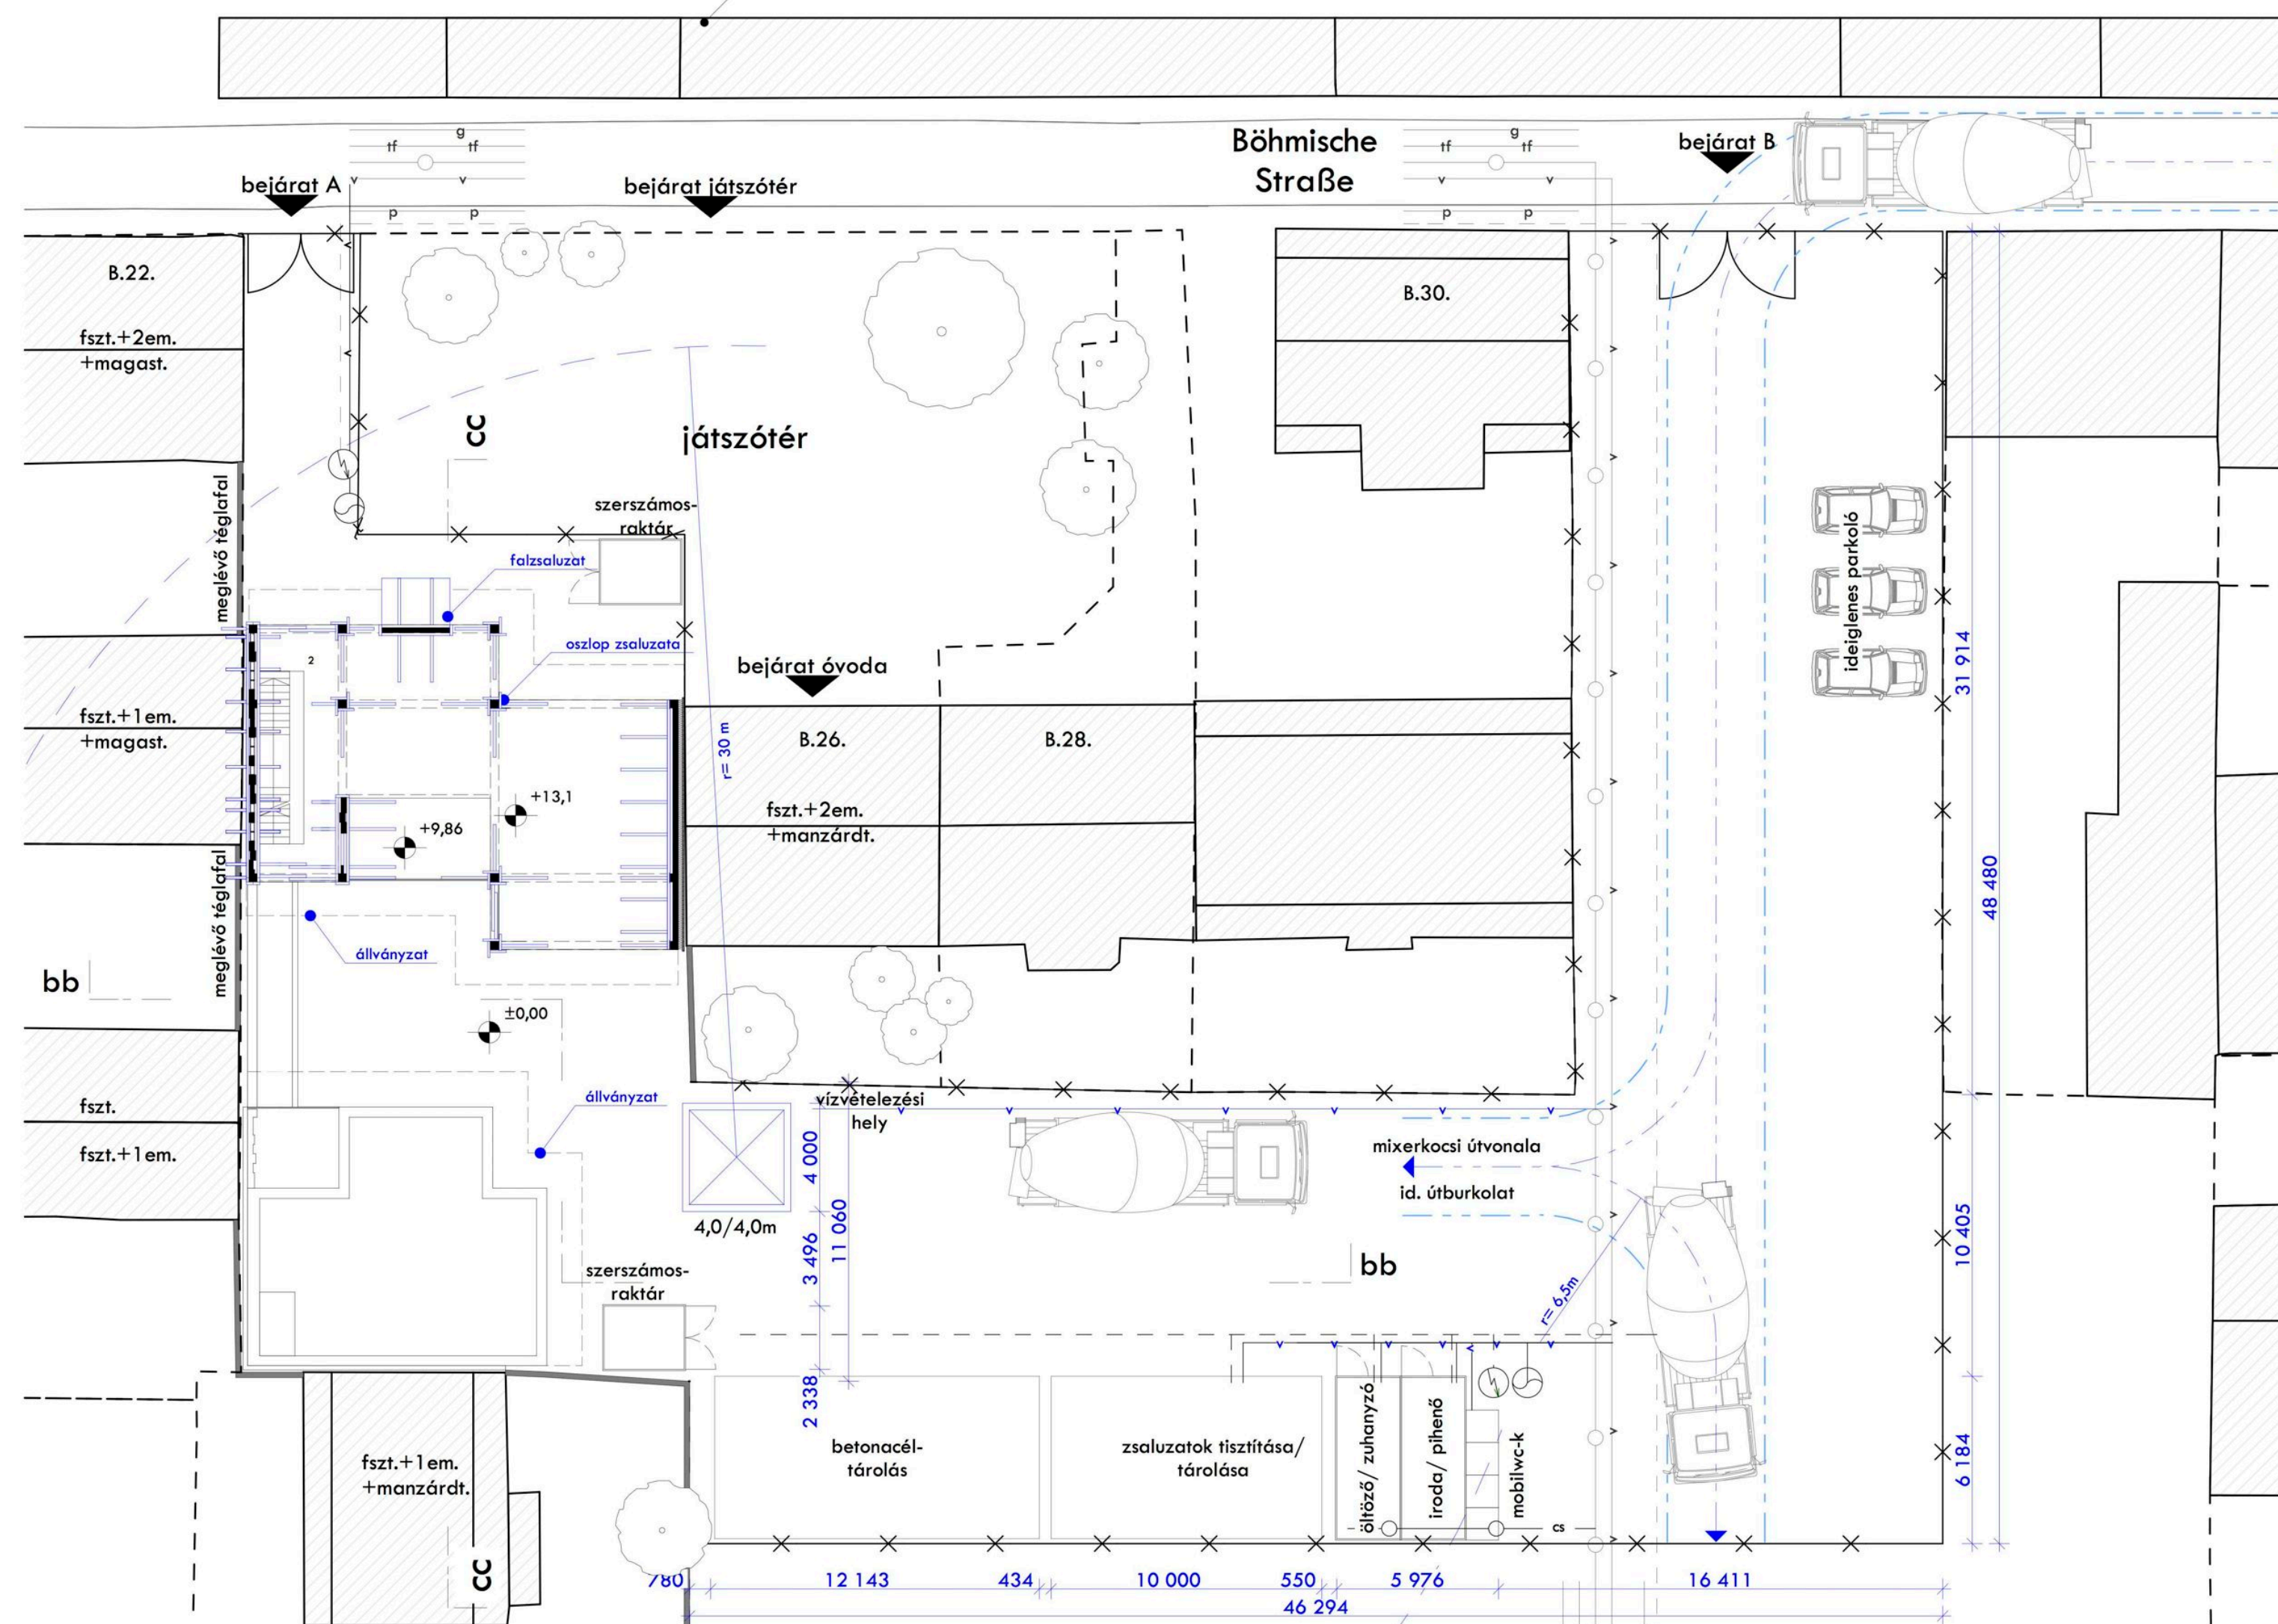 g
tf
tf
v
v
p
p
bejárat A
bejárat játszótér
Böhmische
Straße
g
tf
tf
v
v
p
p
bejárat B
B.22.
fszt.+2em.
+magast.
B.30.
CC
játszótér
meglévő téglafal
szerszámos-
raktár
falzsaluzat
oszlop zsaluzata
2
bejárat óvoda
ideiglenes parkoló
31 914
fszt.+1em.
+magast.
r= 30 m
B.26.
B.28.
fszt.+2em.
+manzárdt.
+13,1
+9,86
48 480
meglévő téglafal
állványzat
bb
±0,00
állványzat
fszt.
fszt.+1em.
vízvételezési
hely
4 000
4,0/4,0m
3 496
11 060
mixerkocsi útvonala
id. útburkolat
bb
r= 6,5m
10 405
szerszámos-
raktár
2 338
betonacél-
tárolás
zsaluzatok tisztítása/
tárolása
öltöző/ zuhanyzó
iroda/ pihenő
mobilwc-k
cs
6 184
fszt.+1em.
+manzárdt.
CC
780
12 143
434
10 000
550
5 976
16 411
46 294